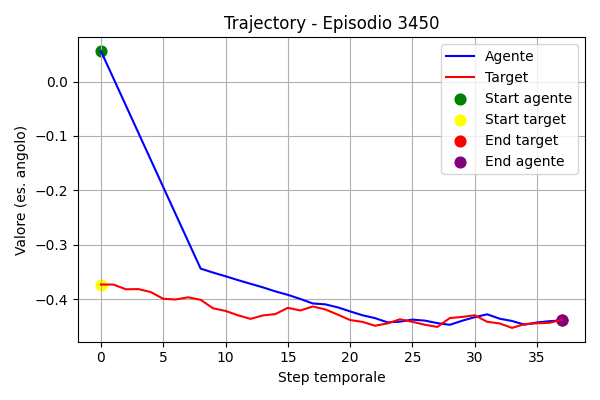 Trajectory - Episodio 3450
Agente
Target
Start agente
Start target
End target
End agente
Valore (es. angolo)
0.0
−0.1
−0.2
−0.3
−0.4
0 5 10 15 20 25 30 35
Step temporale